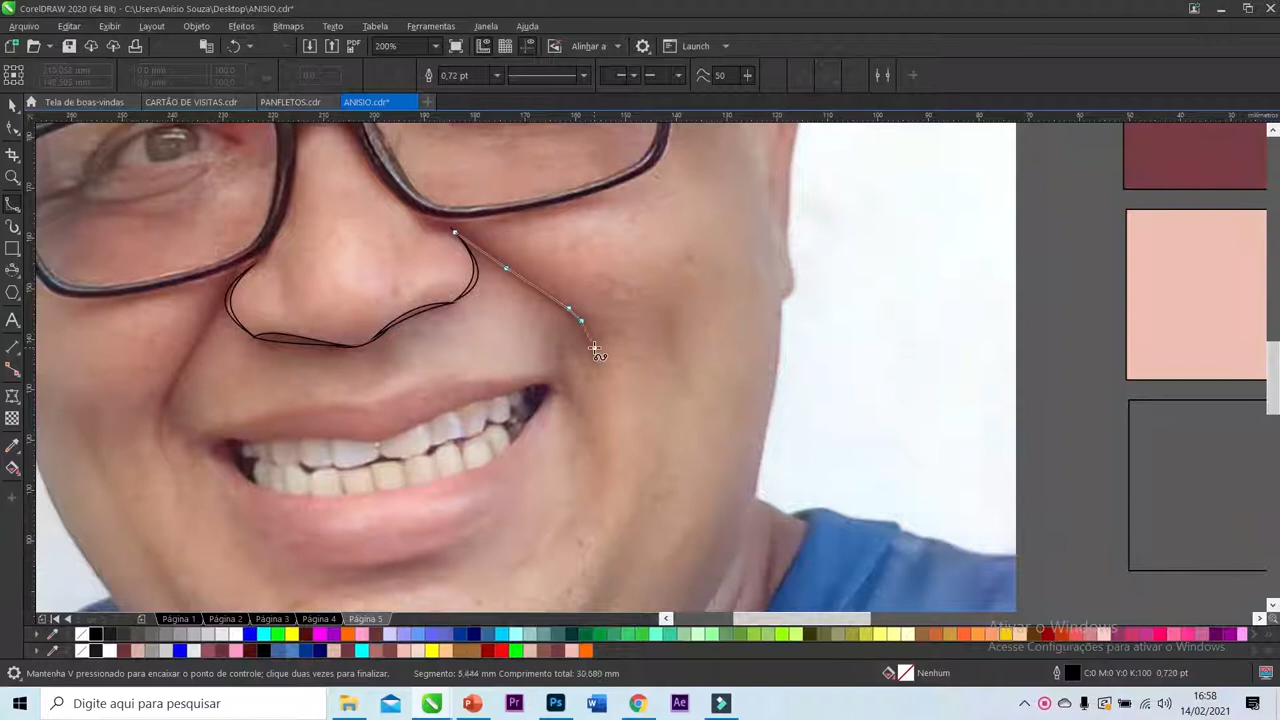 CorelDRAW 2020 (64 Bit) - C:\Users\Anísio Souza\Desktop\ANISIO.cdr*
Arquivo Editar Exibir Layout Objeto Efeitos Bitmaps Texto Tabela Ferramentas Janela Ajuda
PDF 200% Alinhar a Launch
0,72 pt 50
Tela de boas-vindas CARTÃO DE VISITAS.cdr PANFLETOS.cdr ANISIO.cdr*
milímetros
Página 1 Página 2 Página 3 Página 4 Página 5
Ativar o Windows
Acesse Configurações para ativar o Windows.
Mantenha V pressionado para encaixar o ponto de controle; clique duas vezes para finalizar. Segmento: 5,444 mm Comprimento total: 30,680 mm Nenhum C:0 M:0 Y:0 K:100 0,720 pt
Digite aqui para pesquisar
16:58
14/02/2021